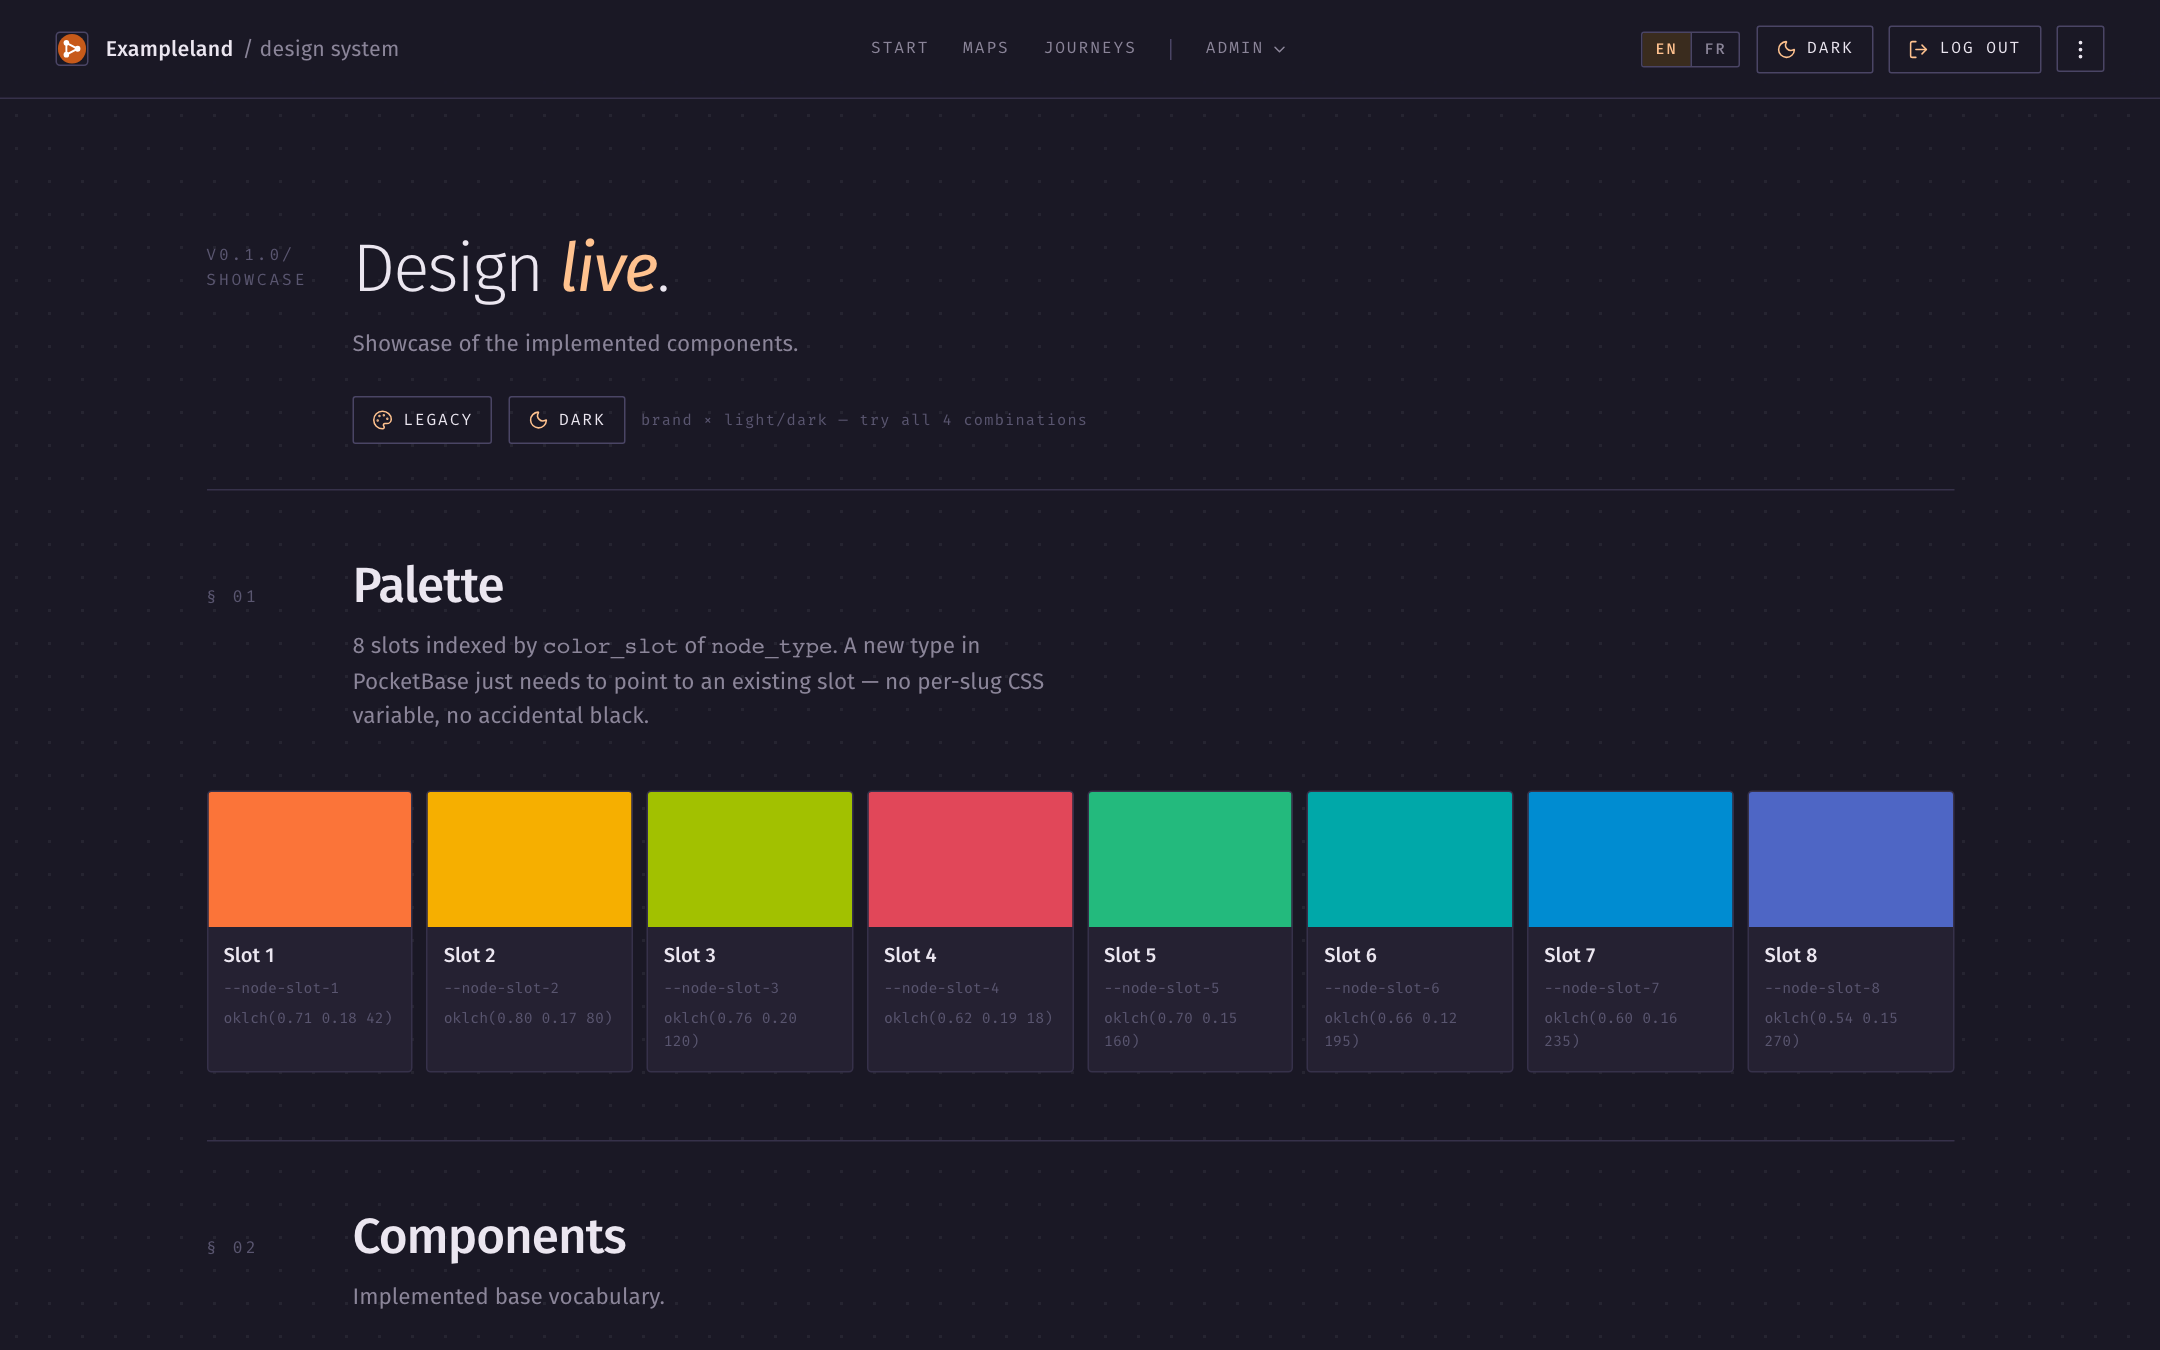 Exampleland / design system
START MAPS JOURNEYS | ADMIN
EN FR DARK LOG OUT
V0.1.0/
SHOWCASE
Design live.
Showcase of the implemented components.
LEGACY DARK brand × light/dark — try all 4 combinations
§ 01
Palette
8 slots indexed by color_slot of node_type. A new type in
PocketBase just needs to point to an existing slot — no per-slug CSS
variable, no accidental black.
Slot 1
--node-slot-1
oklch(0.71 0.18 42)
Slot 2
--node-slot-2
oklch(0.80 0.17 80)
Slot 3
--node-slot-3
oklch(0.76 0.20
120)
Slot 4
--node-slot-4
oklch(0.62 0.19 18)
Slot 5
--node-slot-5
oklch(0.70 0.15
160)
Slot 6
--node-slot-6
oklch(0.66 0.12
195)
Slot 7
--node-slot-7
oklch(0.60 0.16
235)
Slot 8
--node-slot-8
oklch(0.54 0.15
270)
§ 02
Components
Implemented base vocabulary.